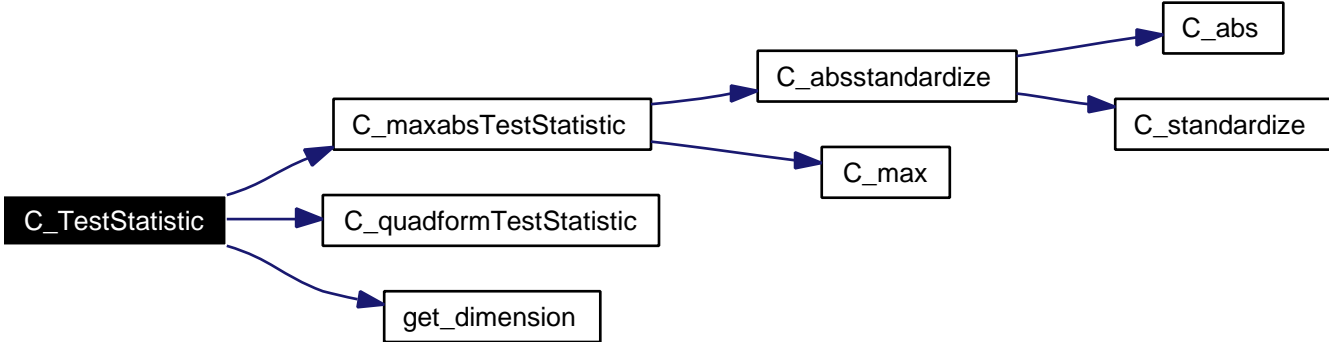 C_TestStatistic
C_maxabsTestStatistic
C_quadformTestStatistic
get_dimension
C_absstandardize
C_max
C_abs
C_standardize